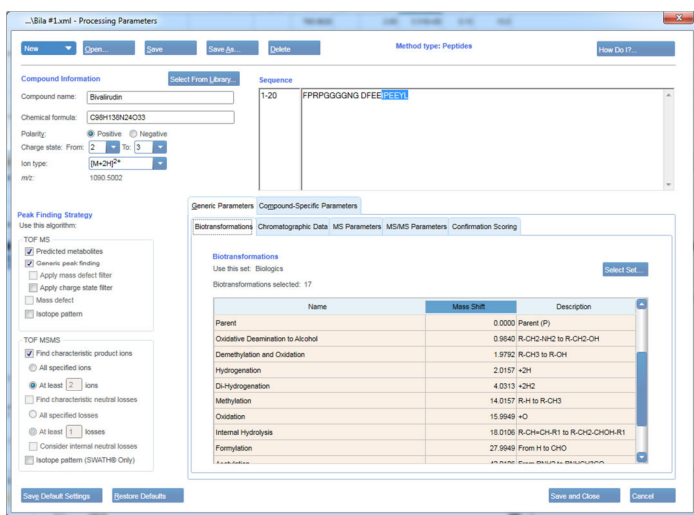 ...\Bila #1.xml - Processing Parameters
New Open... Save Save As... Delete Method type: Peptides How Do I?...
Compound Information Select From Library...
Compound name: Bivalirudin
Chemical formula: C98H138N24O33
Polarity: Positive Negative
Charge state: From: 2 To: 3
Ion type: [M+2H]2+
m/z: 1090.5002
Sequence
1-20 FPRPGGGGNG DFEEIPEEYL
Peak Finding Strategy
Use this algorithm:
TOF MS
Predicted metabolites
Generic peak finding
Apply mass defect filter
Apply charge state filter
Mass defect
Isotope pattern
TOF MSMS
Find characteristic product ions
All specified ions
At least 2 ions
Find characteristic neutral losses
All specified losses
At least 1 losses
Consider internal neutral losses
Isotope pattern (SWATH® Only)
Generic Parameters Compound-Specific Parameters
Biotransformations Chromatographic Data MS Parameters MS/MS Parameters Confirmation Scoring
Biotransformations
Use this set: Biologics Select Set...
Biotransformations selected: 17
Name Mass Shift Description
Parent 0.0000 Parent (P)
Oxidative Deamination to Alcohol 0.9840 R-CH2-NH2 to R-CH2-OH
Demethylation and Oxidation 1.9792 R-CH3 to R-OH
Hydrogenation 2.0157 +2H
Di-Hydrogenation 4.0313 +2H2
Methylation 14.0157 R-H to R-CH3
Oxidation 15.9949 +O
Internal Hydrolysis 18.0106 R-CH=CH-R1 to R-CH2-CHOH-R1
Formylation 27.9949 From H to CHO
Save Default Settings Restore Defaults Save and Close Cancel